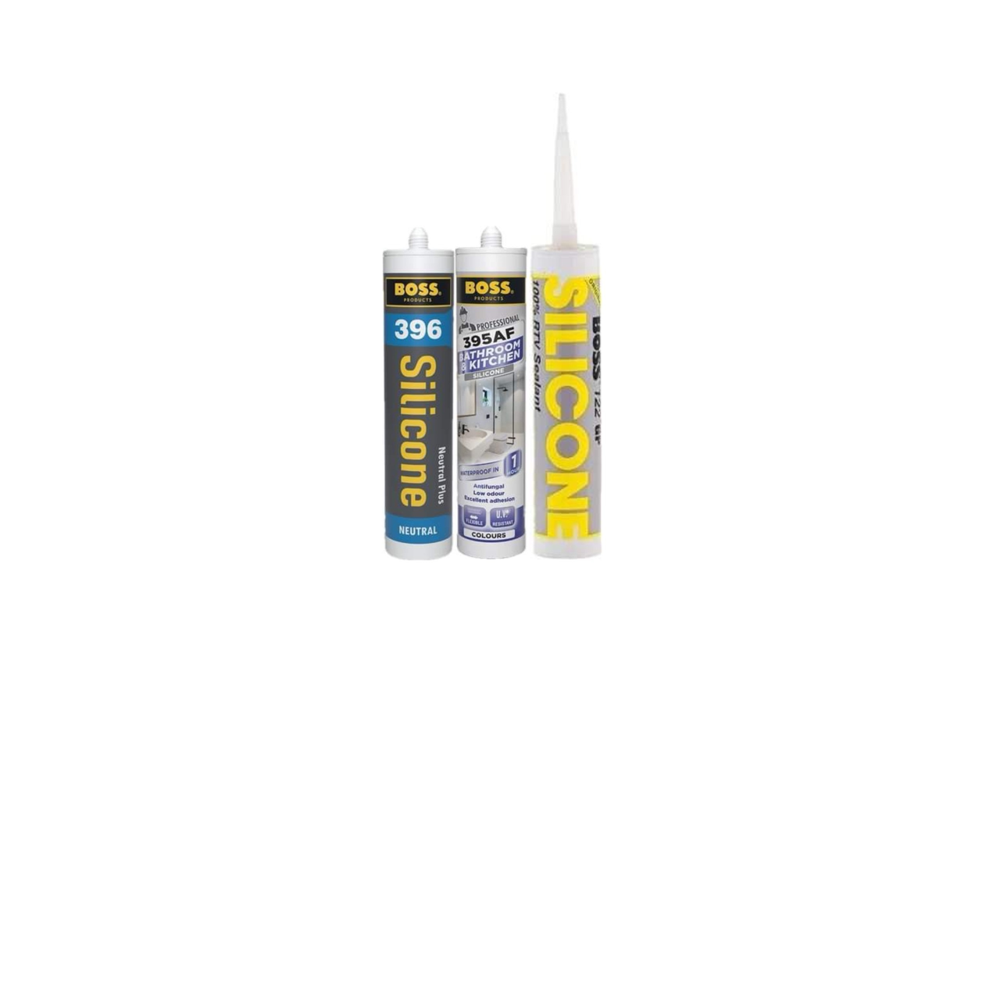 BOSS
PRODUCTS
396
Silicone
Neutral Plus
NEUTRAL
BOSS
PRODUCTS
PROFESSIONAL
395AF
BATHROOM
& KITCHEN
SILICONE
WATERPROOF IN
1
HOUR
Antifungal
Low odour
Excellent adhesion
FLEXIBLE
U.V.
RESISTANT
COLOURS
SILICONE
100% RTV Sealant
BOSS 122 GP